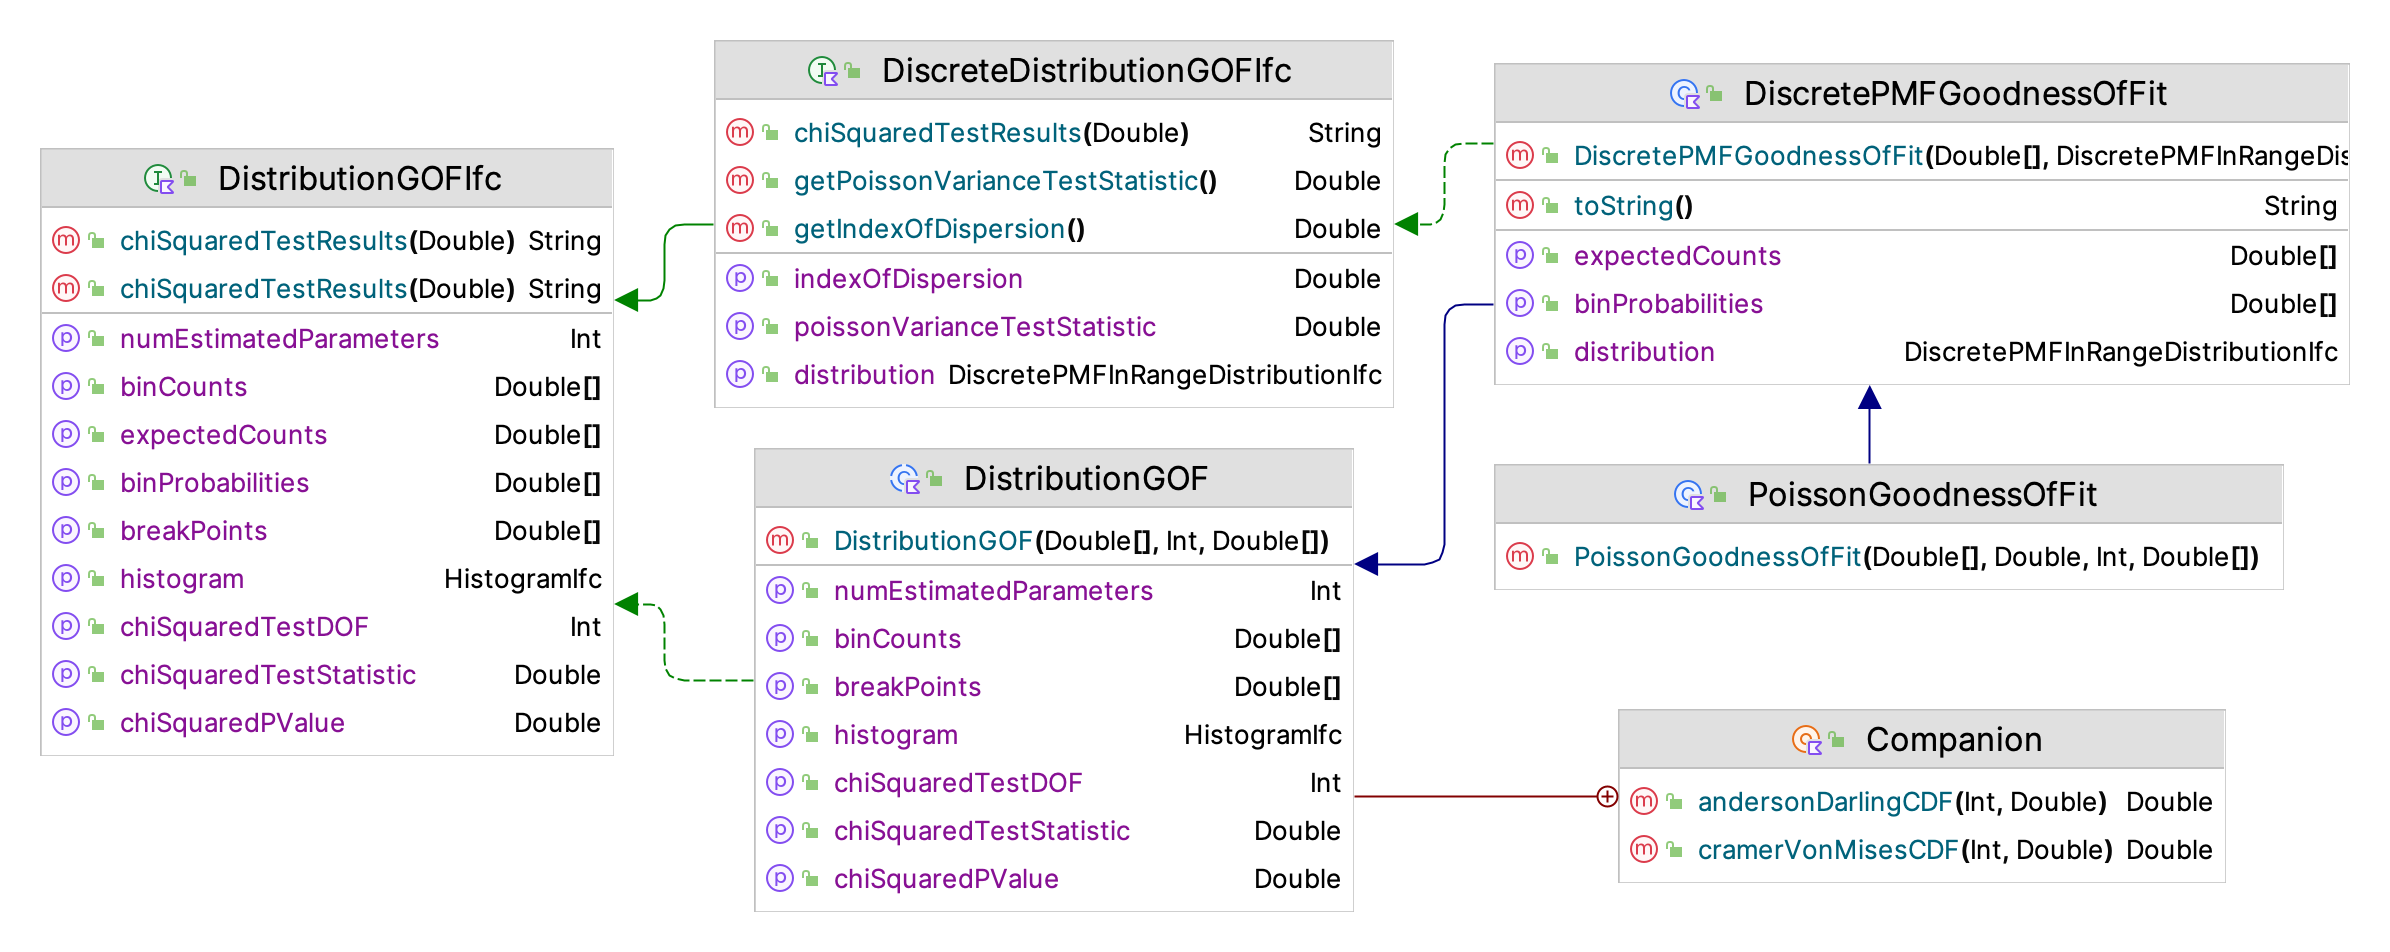 DistributionGOFIfc
chiSquaredTestResults(Double) String
chiSquaredTestResults(Double) String
numEstimatedParameters Int
binCounts Double[]
expectedCounts Double[]
binProbabilities Double[]
breakPoints Double[]
histogram HistogramIfc
chiSquaredTestDOF Int
chiSquaredTestStatistic Double
chiSquaredPValue Double
DiscreteDistributionGOFIfc
chiSquaredTestResults(Double) String
getPoissonVarianceTestStatistic() Double
getIndexOfDispersion() Double
indexOfDispersion Double
poissonVarianceTestStatistic Double
distribution DiscretePMFInRangeDistributionIfc
DistributionGOF
DistributionGOF(Double[], Int, Double[])
numEstimatedParameters Int
binCounts Double[]
breakPoints Double[]
histogram HistogramIfc
chiSquaredTestDOF Int
chiSquaredTestStatistic Double
chiSquaredPValue Double
DiscretePMFGoodnessOfFit
DiscretePMFGoodnessOfFit(Double[], DiscretePMFInRangeDis
toString() String
expectedCounts Double[]
binProbabilities Double[]
distribution DiscretePMFInRangeDistributionIfc
PoissonGoodnessOfFit
PoissonGoodnessOfFit(Double[], Double, Int, Double[])
Companion
andersonDarlingCDF(Int, Double) Double
cramerVonMisesCDF(Int, Double) Double